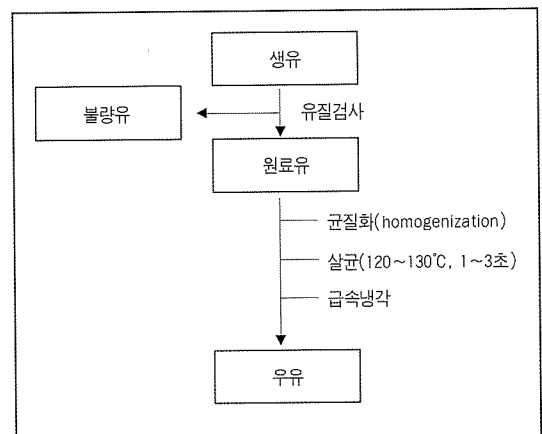 생유
불량유
유질검사
원료유
균질화(homogenization)
살균(120～130℃, 1～3초)
급속냉각
우유